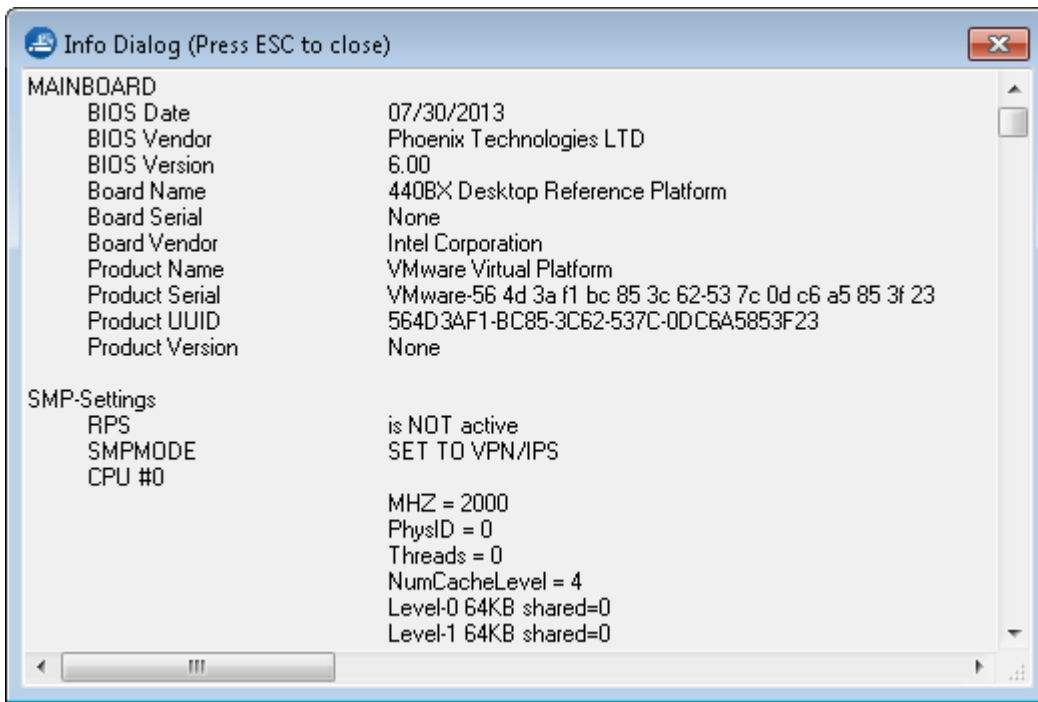 Info Dialog (Press ESC to close)
MAINBOARD
BIOS Date 07/30/2013
BIOS Vendor Phoenix Technologies LTD
BIOS Version 6.00
Board Name 440BX Desktop Reference Platform
Board Serial None
Board Vendor Intel Corporation
Product Name VMware Virtual Platform
Product Serial VMware-56 4d 3a f1 bc 85 3c 62-53 7c 0d c6 a5 85 3f 23
Product UUID 564D3AF1-BC85-3C62-537C-0DC6A5853F23
Product Version None
SMP-Settings
RPS is NOT active
SMPMODE SET TO VPN/IPS
CPU #0
MHZ = 2000
PhysID = 0
Threads = 0
NumCacheLevel = 4
Level-0 64KB shared=0
Level-1 64KB shared=0